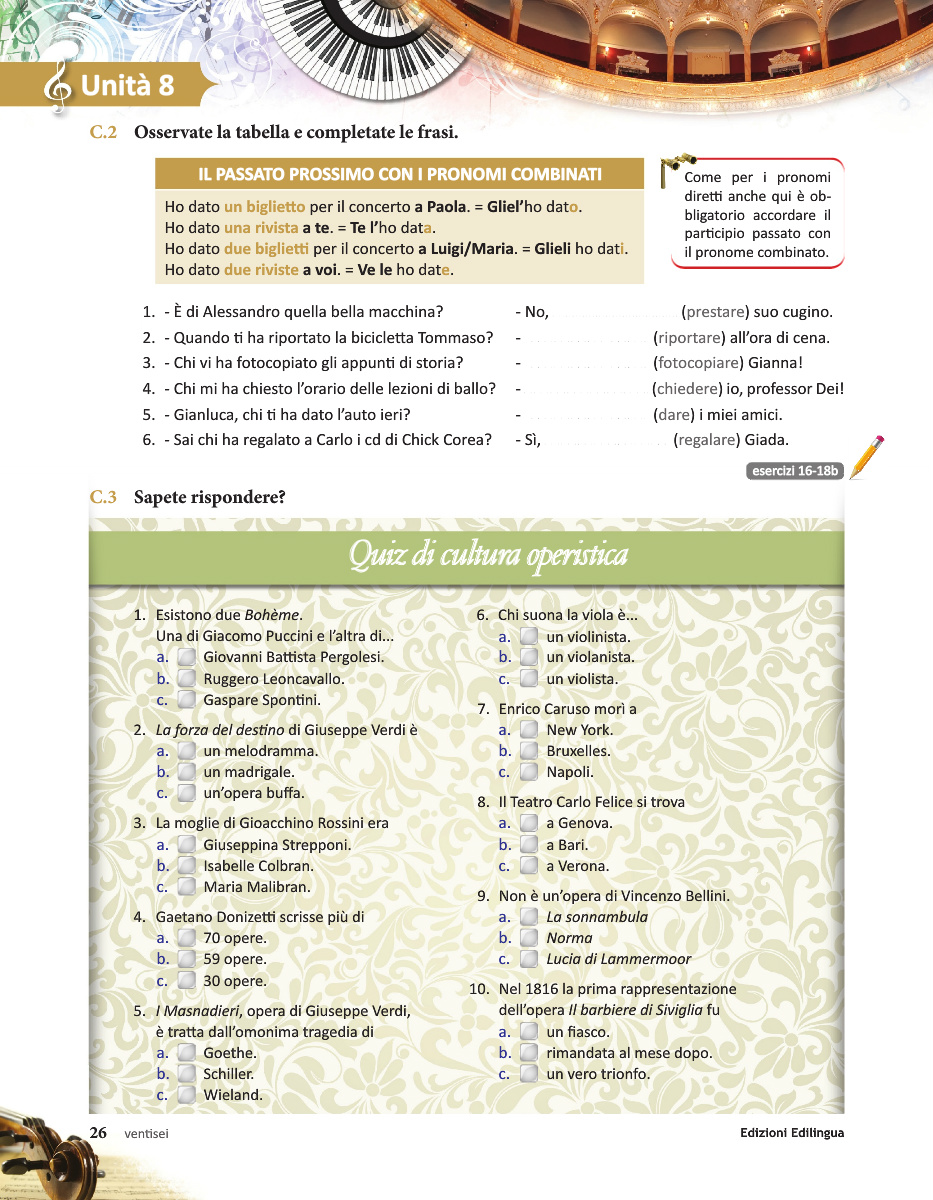 Unità 8
C.2 Osservate la tabella e completate le frasi.
IL PASSATO PROSSIMO CON I PRONOMI COMBINATI
Ho dato un biglietto per il concerto a Paola. = Gliel'ho dato.
Ho dato una rivista a te. = Te l'ho data.
Ho dato due biglietti per il concerto a Luigi/Maria. = Glieli ho dati.
Ho dato due riviste a voi. = Ve le ho date.
Come per i pronomi
diretti anche qui è ob-
bligatorio accordare il
participio passato con
il pronome combinato.
1. - È di Alessandro quella bella macchina? - No, (prestare) suo cugino.
2. - Quando ti ha riportato la bicicletta Tommaso? - (riportare) all'ora di cena.
3. - Chi vi ha fotocopiato gli appunti di storia? - (fotocopiare) Gianna!
4. - Chi mi ha chiesto l'orario delle lezioni di ballo? - (chiedere) io, professor Dei!
5. - Gianluca, chi ti ha dato l'auto ieri? - (dare) i miei amici.
6. - Sai chi ha regalato a Carlo i cd di Chick Corea? - Sì, (regalare) Giada.
esercizi 16-18b
C.3 Sapete rispondere?
Quiz di cultura operistica
1. Esistono due Bohème.
Una di Giacomo Puccini e l'altra di...
a. Giovanni Battista Pergolesi.
b. Ruggero Leoncavallo.
c. Gaspare Spontini.
2. La forza del destino di Giuseppe Verdi è
a. un melodramma.
b. un madrigale.
c. un'opera buffa.
3. La moglie di Gioacchino Rossini era
a. Giuseppina Strepponi.
b. Isabelle Colbran.
c. Maria Malibran.
4. Gaetano Donizetti scrisse più di
a. 70 opere.
b. 59 opere.
c. 30 opere.
5. I Masnadieri, opera di Giuseppe Verdi,
è tratta dall'omonima tragedia di
a. Goethe.
b. Schiller.
c. Wieland.
6. Chi suona la viola è...
a. un violinista.
b. un violanista.
c. un violista.
7. Enrico Caruso morì a
a. New York.
b. Bruxelles.
c. Napoli.
8. Il Teatro Carlo Felice si trova
a. a Genova.
b. a Bari.
c. a Verona.
9. Non è un'opera di Vincenzo Bellini.
a. La sonnambula
b. Norma
c. Lucia di Lammermoor
10. Nel 1816 la prima rappresentazione
dell'opera Il barbiere di Siviglia fu
a. un fiasco.
b. rimandata al mese dopo.
c. un vero trionfo.
26 ventisei
Edizioni Edilingua